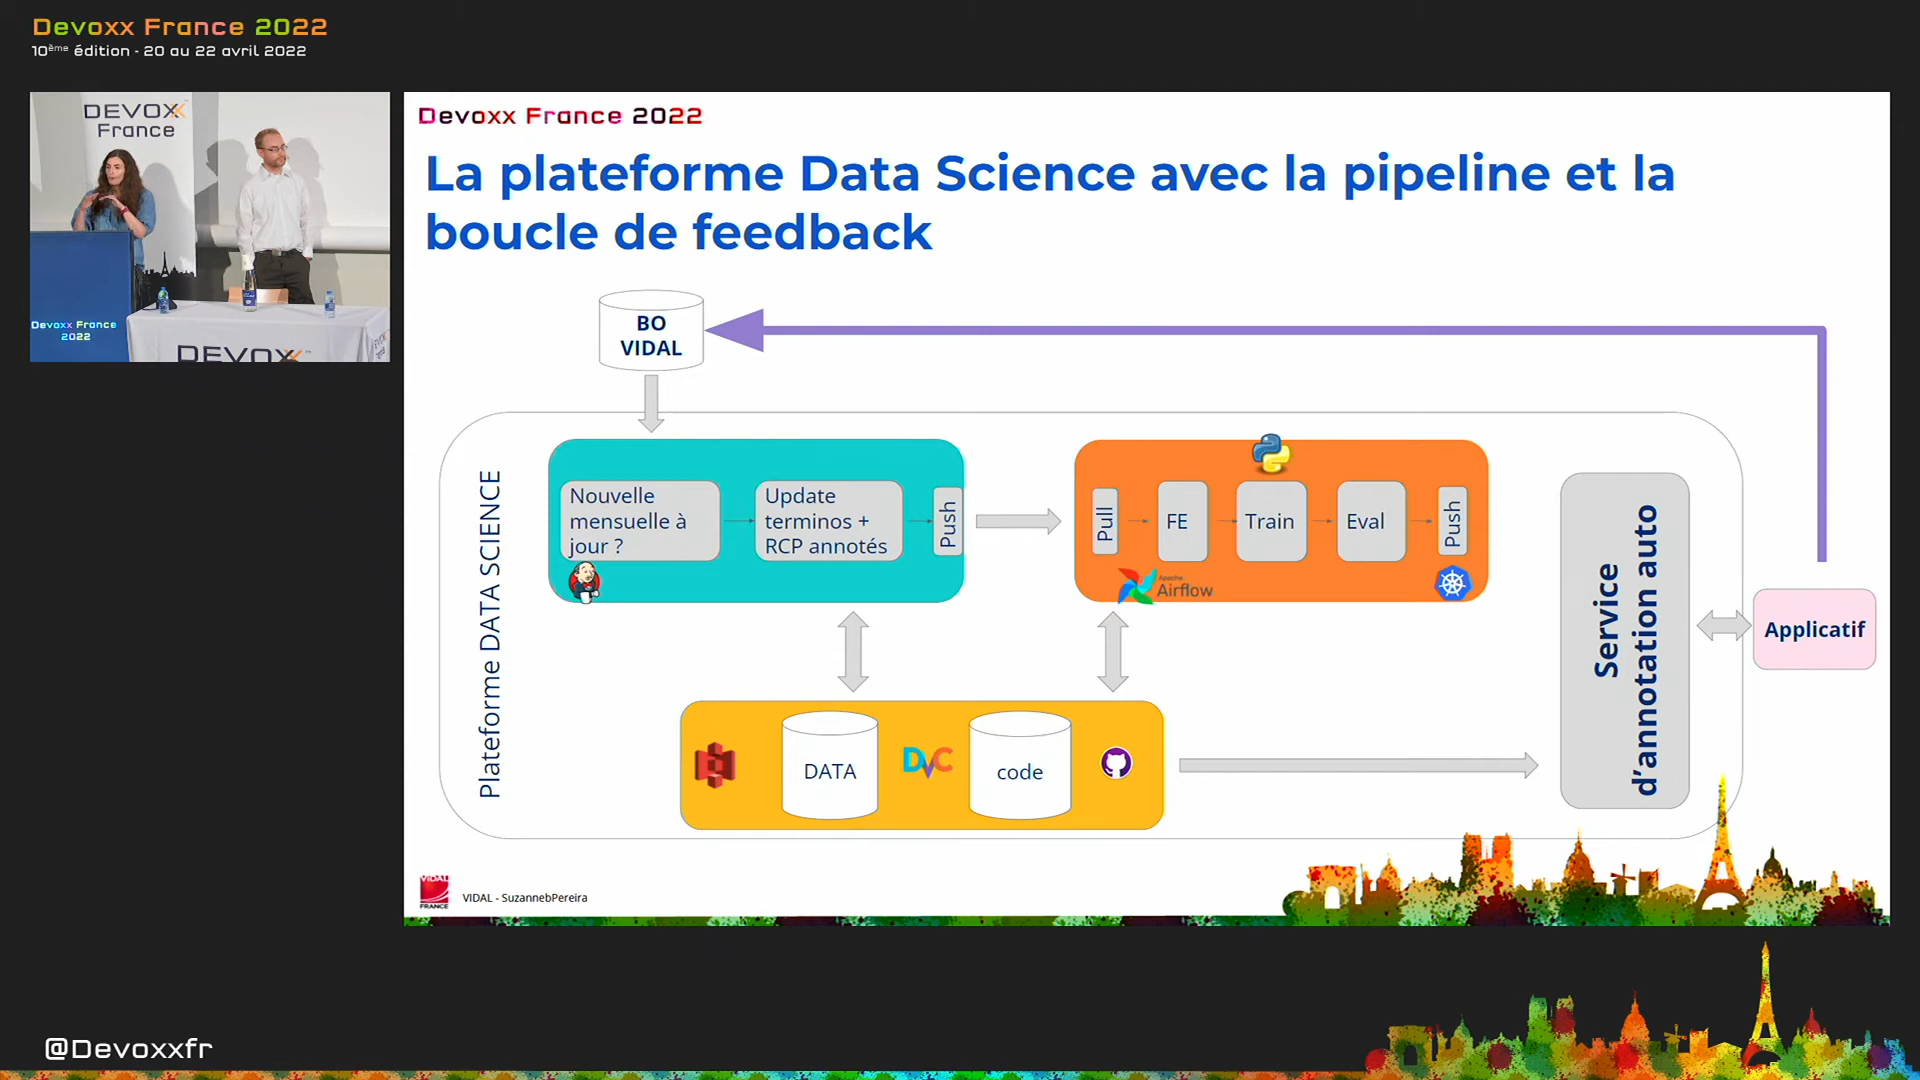 Devoxx France 2022
10ème édition - 20 au 22 avril 2022
DEVOXX
France
Devoxx France
2022
DEVOXX
Devoxx France 2022
La plateforme Data Science avec la pipeline et la
boucle de feedback
BO
VIDAL
Plateforme DATA SCIENCE
Nouvelle
mensuelle à
jour ?
Update
terminos +
RCP annotés
Push
Pull
FE
Train
Eval
Push
Apache
Airflow
DATA
DVC
code
Service
d'annotation auto
Applicatif
VIDAL
FRANCE
VIDAL - SuzannebPereira
@Devoxxfr